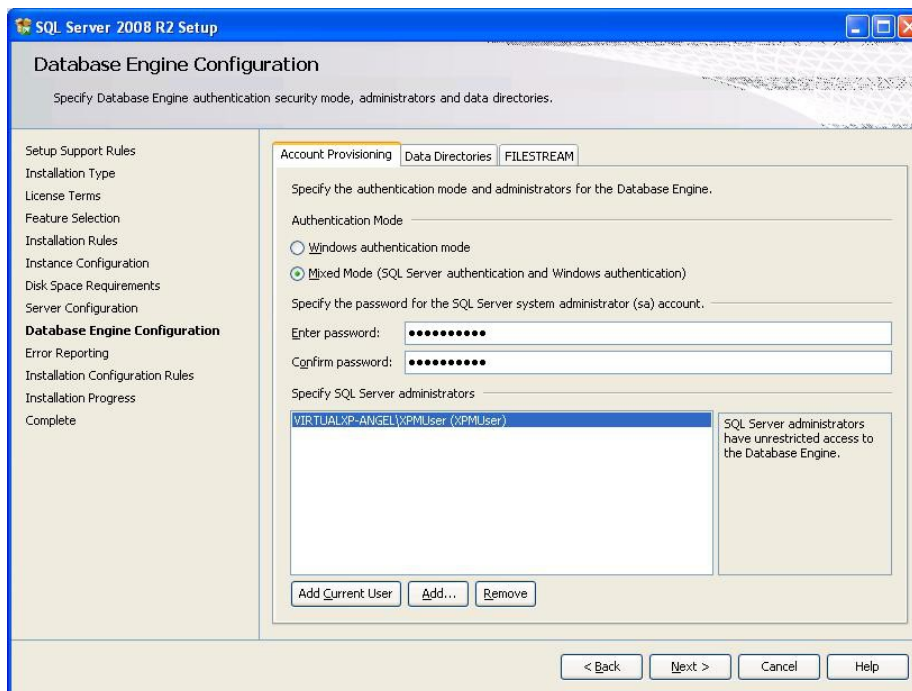 SQL Server 2008 R2 Setup
Database Engine Configuration
Specify Database Engine authentication security mode, administrators and data directories.
Setup Support Rules
Installation Type
License Terms
Feature Selection
Installation Rules
Instance Configuration
Disk Space Requirements
Server Configuration
Database Engine Configuration
Error Reporting
Installation Configuration Rules
Installation Progress
Complete
Account Provisioning
Data Directories
FILESTREAM
Specify the authentication mode and administrators for the Database Engine.
Authentication Mode
Windows authentication mode
Mixed Mode (SQL Server authentication and Windows authentication)
Specify the password for the SQL Server system administrator (sa) account.
Enter password: ●●●●●●●●●●
Confirm password: ●●●●●●●●●●
Specify SQL Server administrators
VIRTUALXP-ANGEL\XPMUser (XPMUser)
SQL Server administrators
have unrestricted access to
the Database Engine.
Add Current User
Add...
Remove
< Back
Next >
Cancel
Help